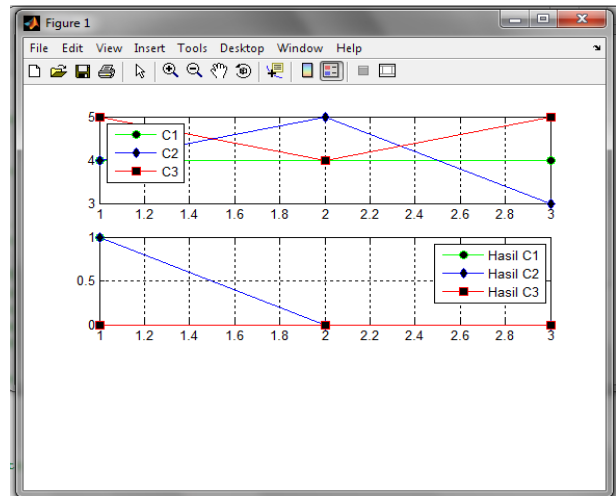 Figure 1
File Edit View Insert Tools Desktop Window Help
5
4
3
C1
C2
C3
1 1.2 1.4 1.6 1.8 2 2.2 2.4 2.6 2.8 3
1
0.5
0
Hasil C1
Hasil C2
Hasil C3
1 1.2 1.4 1.6 1.8 2 2.2 2.4 2.6 2.8 3